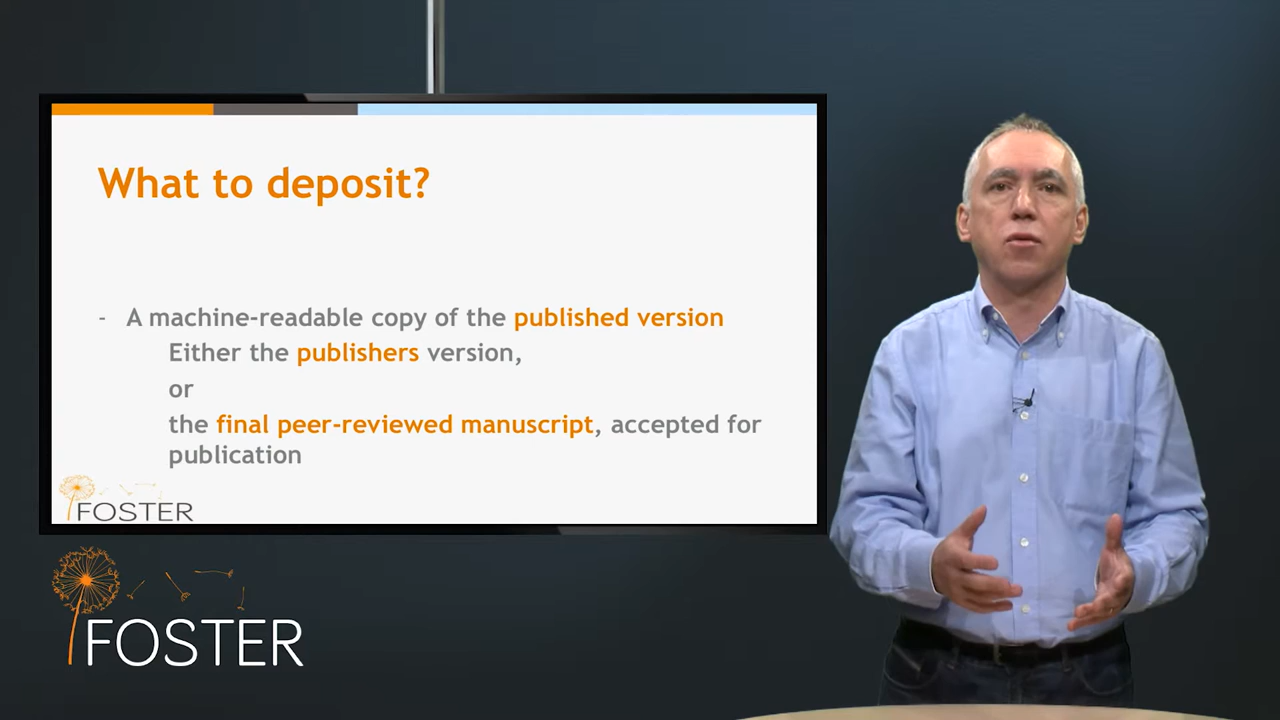 What to deposit?
- A machine-readable copy of the published version
Either the publishers version,
or
the final peer-reviewed manuscript, accepted for
publication
FOSTER
FOSTER